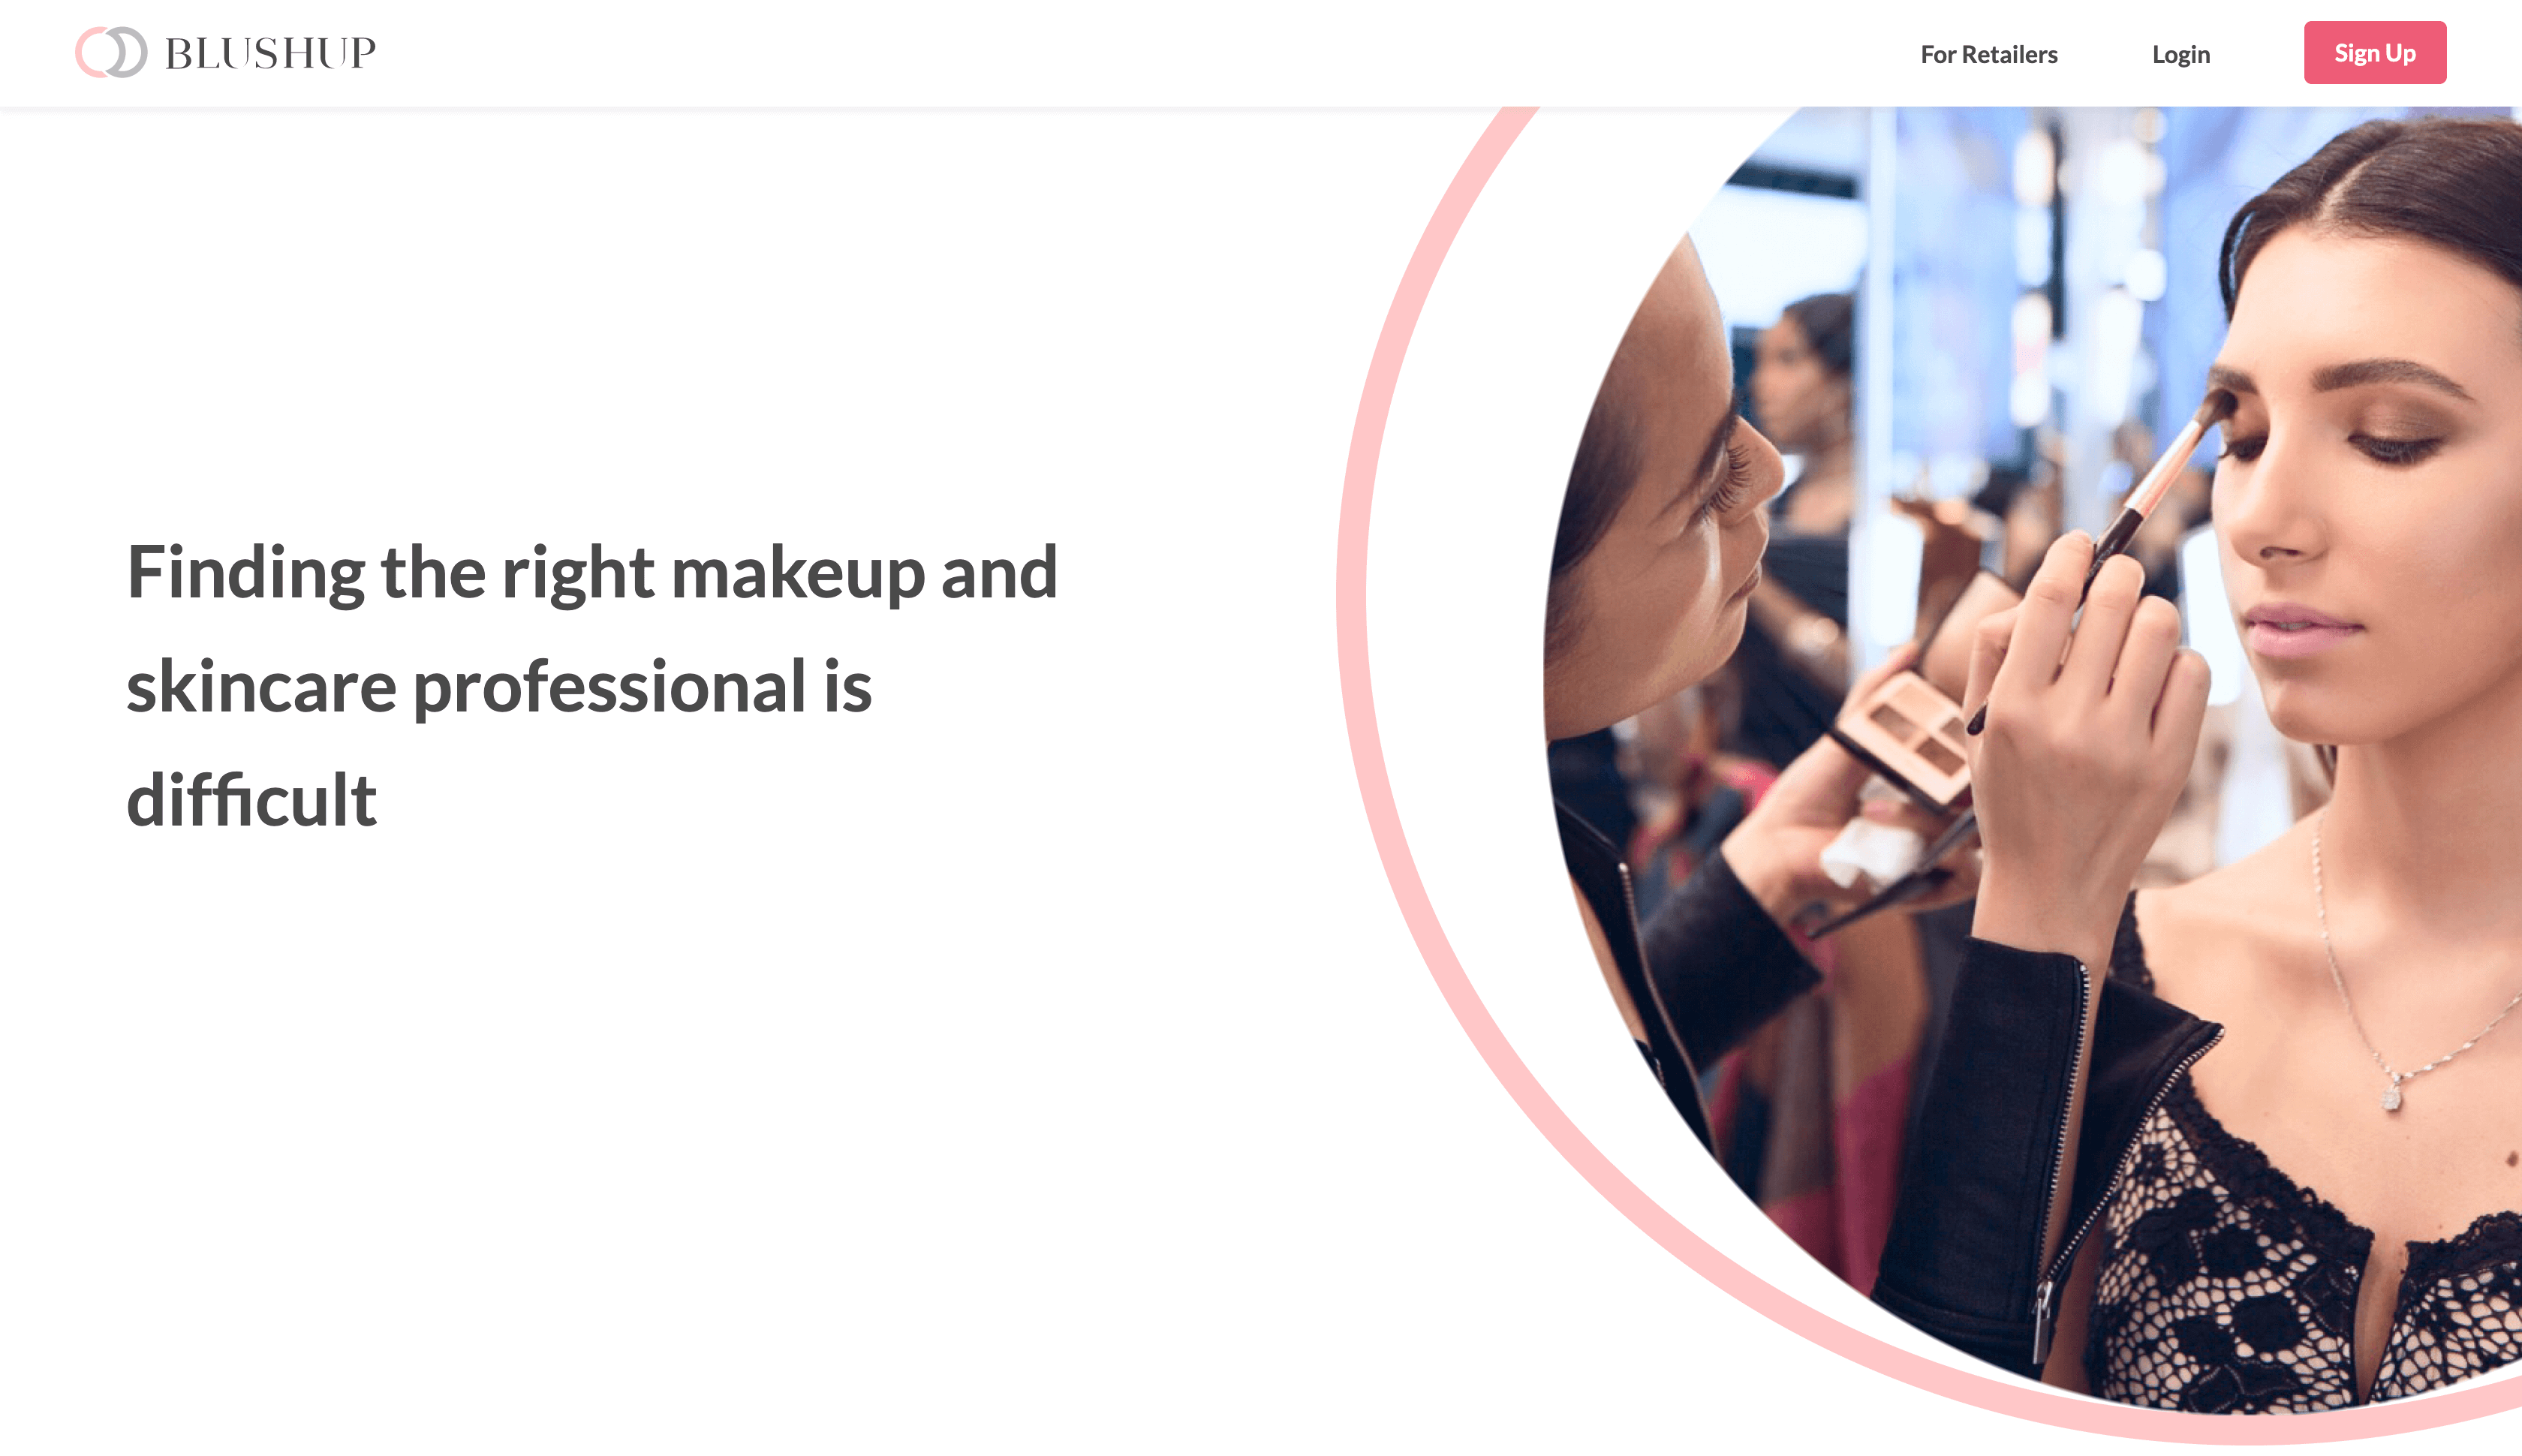 BLUSHUP
For Retailers
Login
Sign Up
Finding the right makeup and
skincare professional is
difficult